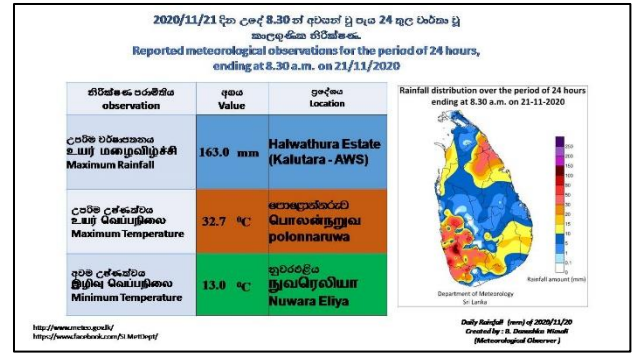 2020/11/21 දින උදේ 8.30 න් අවසන් වූ පැය 24 තුල වාර්තා වූ
කාලගුණික නිරීක්ෂණ.
Reported meteorological observations for the period of 24 hours,
ending at 8.30 a.m. on 21/11/2020
නිරීක්ෂණ පරාමිතිය
observation
අගය
Value
ප්‍රදේශය
Location
උපරිම වර්ෂාපතනය
உயர் மழைவீழ்ச்சி
Maximum Rainfall
163.0 mm
Halwathura Estate
(Kalutara - AWS)
උපරිම උෂ්ණත්වය
உயர் வெப்பநிலை
Maximum Temperature
32.7 ⁰C
පොළොන්නරුව
பொலன்நறுவ
polonnaruwa
අවම උෂ්ණත්වය
இழிவு வெப்பநிலை
Minimum Temperature
13.0 ⁰C
නුවරඑළිය
நுவரெலியா
Nuwara Eliya
Rainfall distribution over the period of 24 hours
ending at 8.30 a.m. on 21-11-2020
Rainfall amount (mm)
Department of Meteorology
Sri Lanka
http://www.meteo.gov.lk/
https://www.facebook.com/SLMetDept/
Daily Rainfall (mm) of 2020/11/20
(Meteorological Observer )